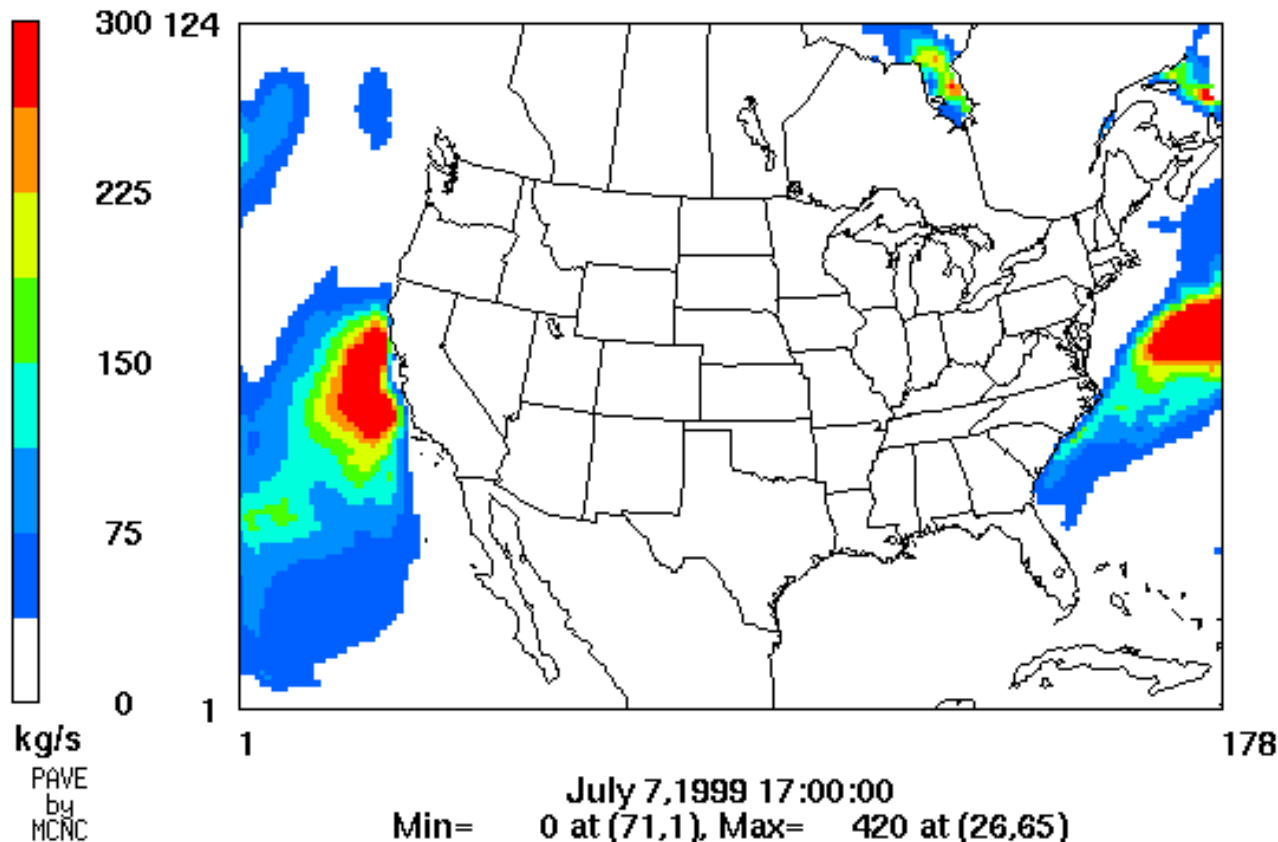 300 124
225
150
75
0 1
kg/s 1 178
PAVE
by
MCNC
July 7,1999 17:00:00
Min= 0 at (71,1), Max= 420 at (26,65)